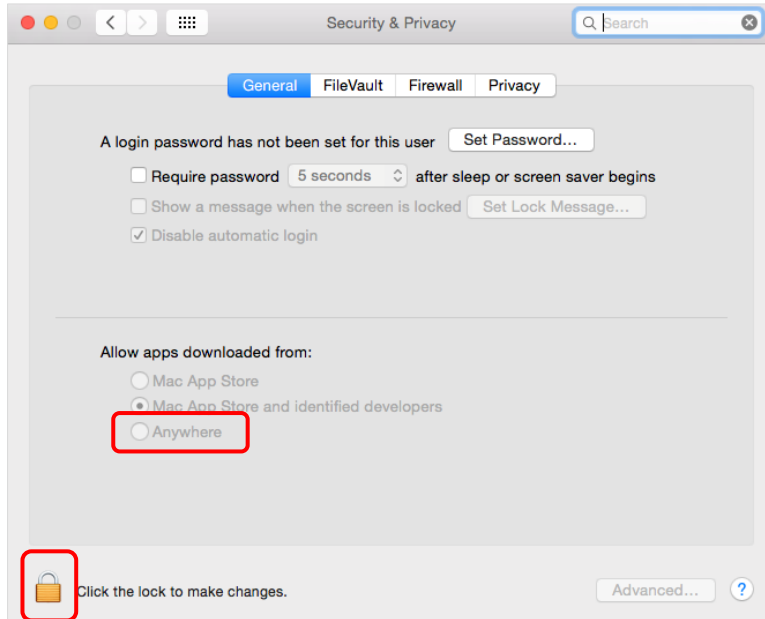 Security & Privacy
Search
General FileVault Firewall Privacy
A login password has not been set for this user Set Password...
Require password 5 seconds after sleep or screen saver begins
Show a message when the screen is locked Set Lock Message...
Disable automatic login
Allow apps downloaded from:
Mac App Store
Mac App Store and identified developers
Anywhere
Click the lock to make changes. Advanced... ?